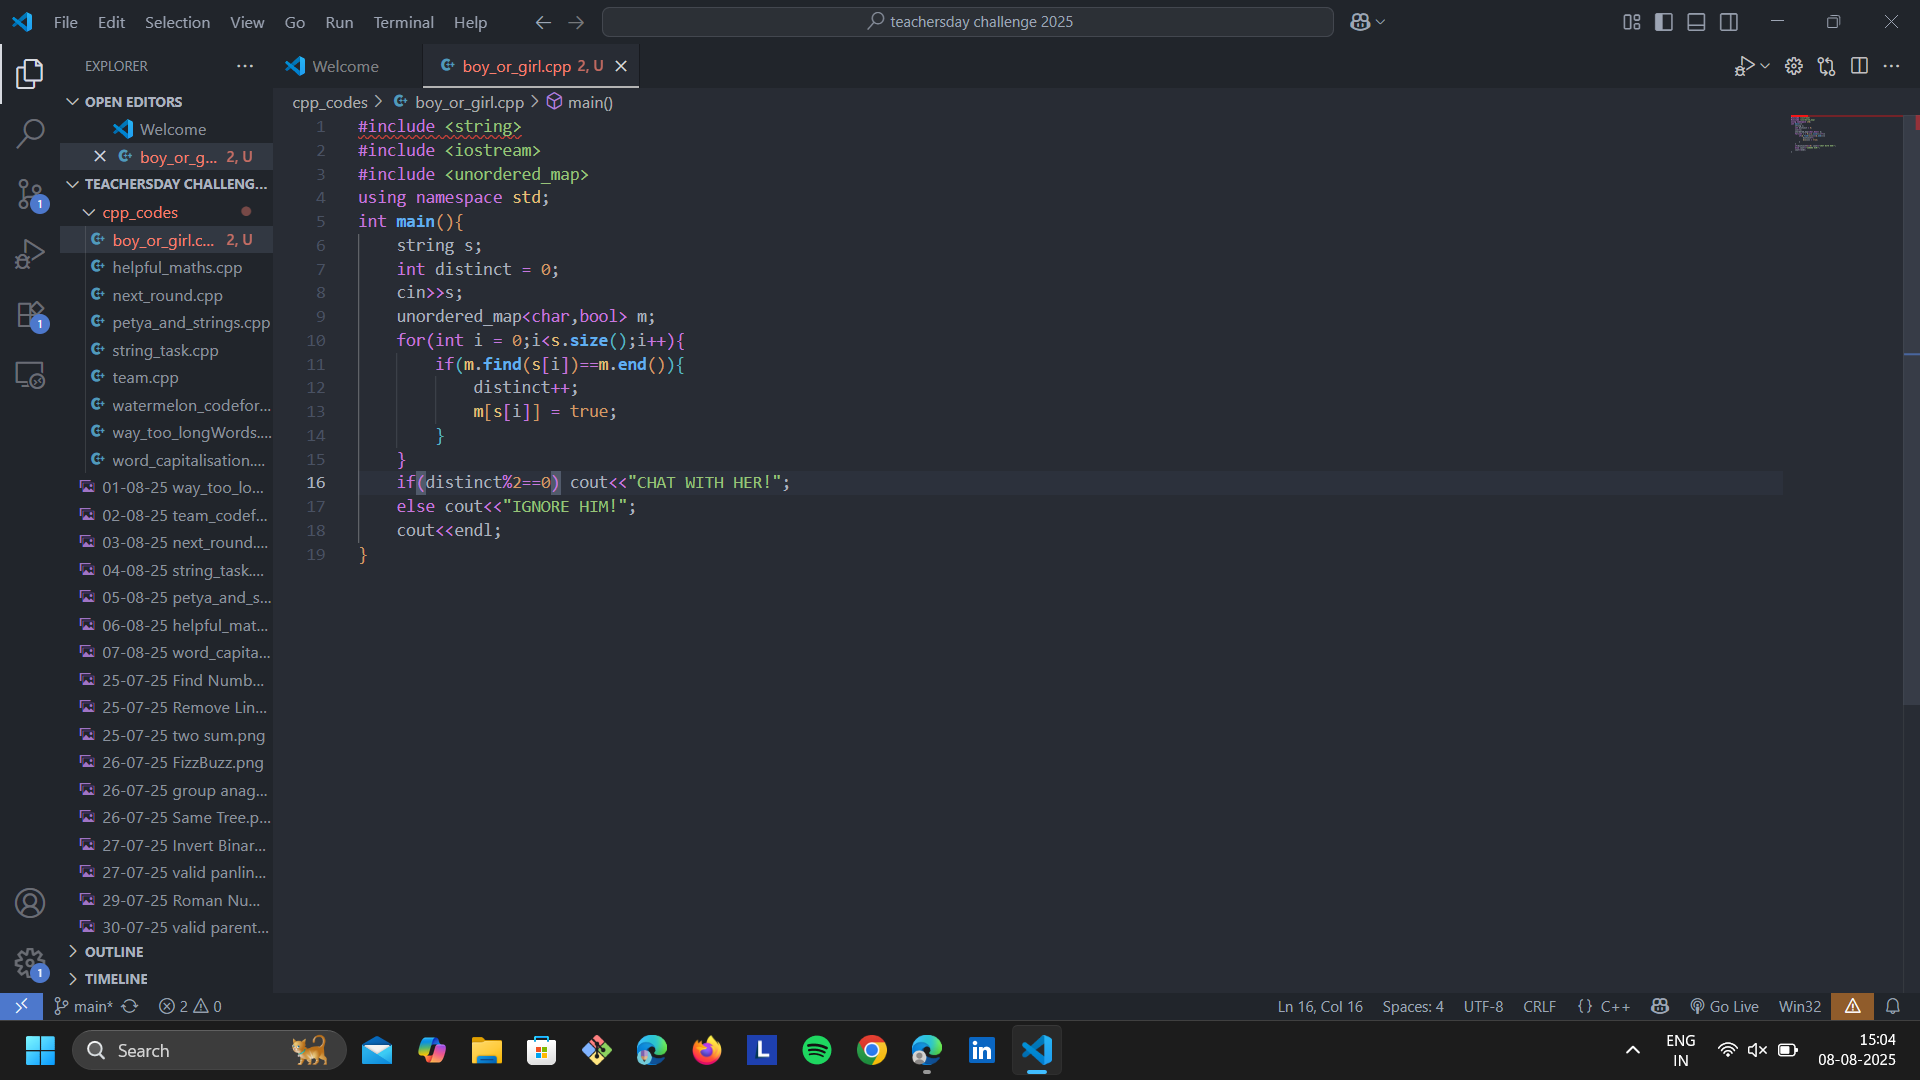 File Edit Selection View Go Run Terminal Help
teachersday challenge 2025
EXPLORER
Welcome
boy_or_girl.cpp 2, U
OPEN EDITORS
Welcome
boy_or_g... 2, U
TEACHERSDAY CHALLENG...
cpp_codes
boy_or_girl.c... 2, U
helpful_maths.cpp
next_round.cpp
petya_and_strings.cpp
string_task.cpp
team.cpp
watermelon_codefor...
way_too_longWords....
word_capitalisation....
01-08-25 way_too_lo...
02-08-25 team_codef...
03-08-25 next_round....
04-08-25 string_task....
05-08-25 petya_and_s...
06-08-25 helpful_mat...
07-08-25 word_capita...
25-07-25 Find Numb...
25-07-25 Remove Lin...
25-07-25 two sum.png
26-07-25 FizzBuzz.png
26-07-25 group anag...
26-07-25 Same Tree.p...
27-07-25 Invert Binar...
27-07-25 valid panlin...
29-07-25 Roman Nu...
30-07-25 valid parent...
OUTLINE
TIMELINE
1
1
1
cpp_codes > boy_or_girl.cpp > main()
1 #include <string>
2 #include <iostream>
3 #include <unordered_map>
4 using namespace std;
5 int main(){
6 string s;
7 int distinct = 0;
8 cin>>s;
9 unordered_map<char,bool> m;
10 for(int i = 0;i<s.size();i++){
11 if(m.find(s[i])==m.end()){
12 distinct++;
13 m[s[i]] = true;
14 }
15 }
16 if(distinct%2==0) cout<<"CHAT WITH HER!";
17 else cout<<"IGNORE HIM!";
18 cout<<endl;
19 }
main* 2 0
Ln 16, Col 16 Spaces: 4 UTF-8 CRLF {} C++ Go Live Win32
Search
L
in
ENG
IN
15:04
08-08-2025